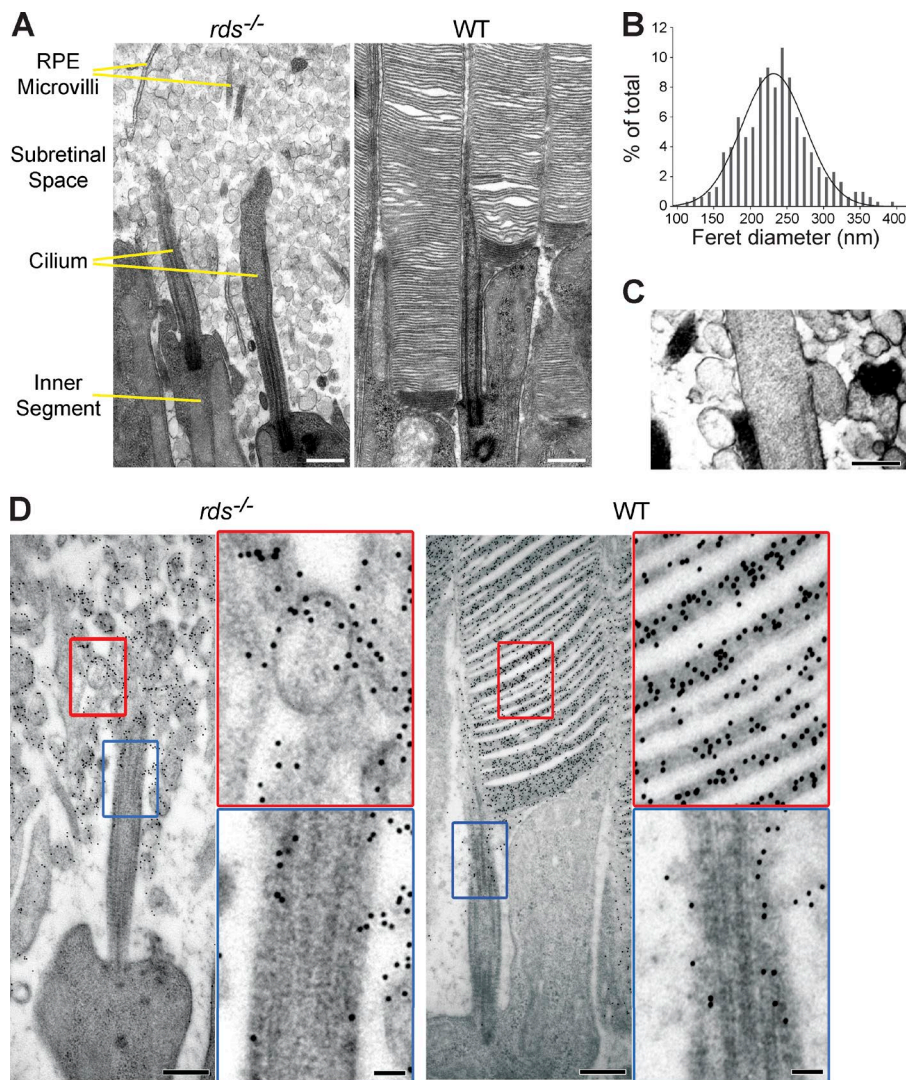 A
rds-/-
WT
RPE
Microvilli
Subretinal
Space
Cilium
Inner
Segment
B
12
10
8
6
4
2
0
% of total
100 150 200 250 300 350 400
Feret diameter (nm)
C
D
rds-/-
WT